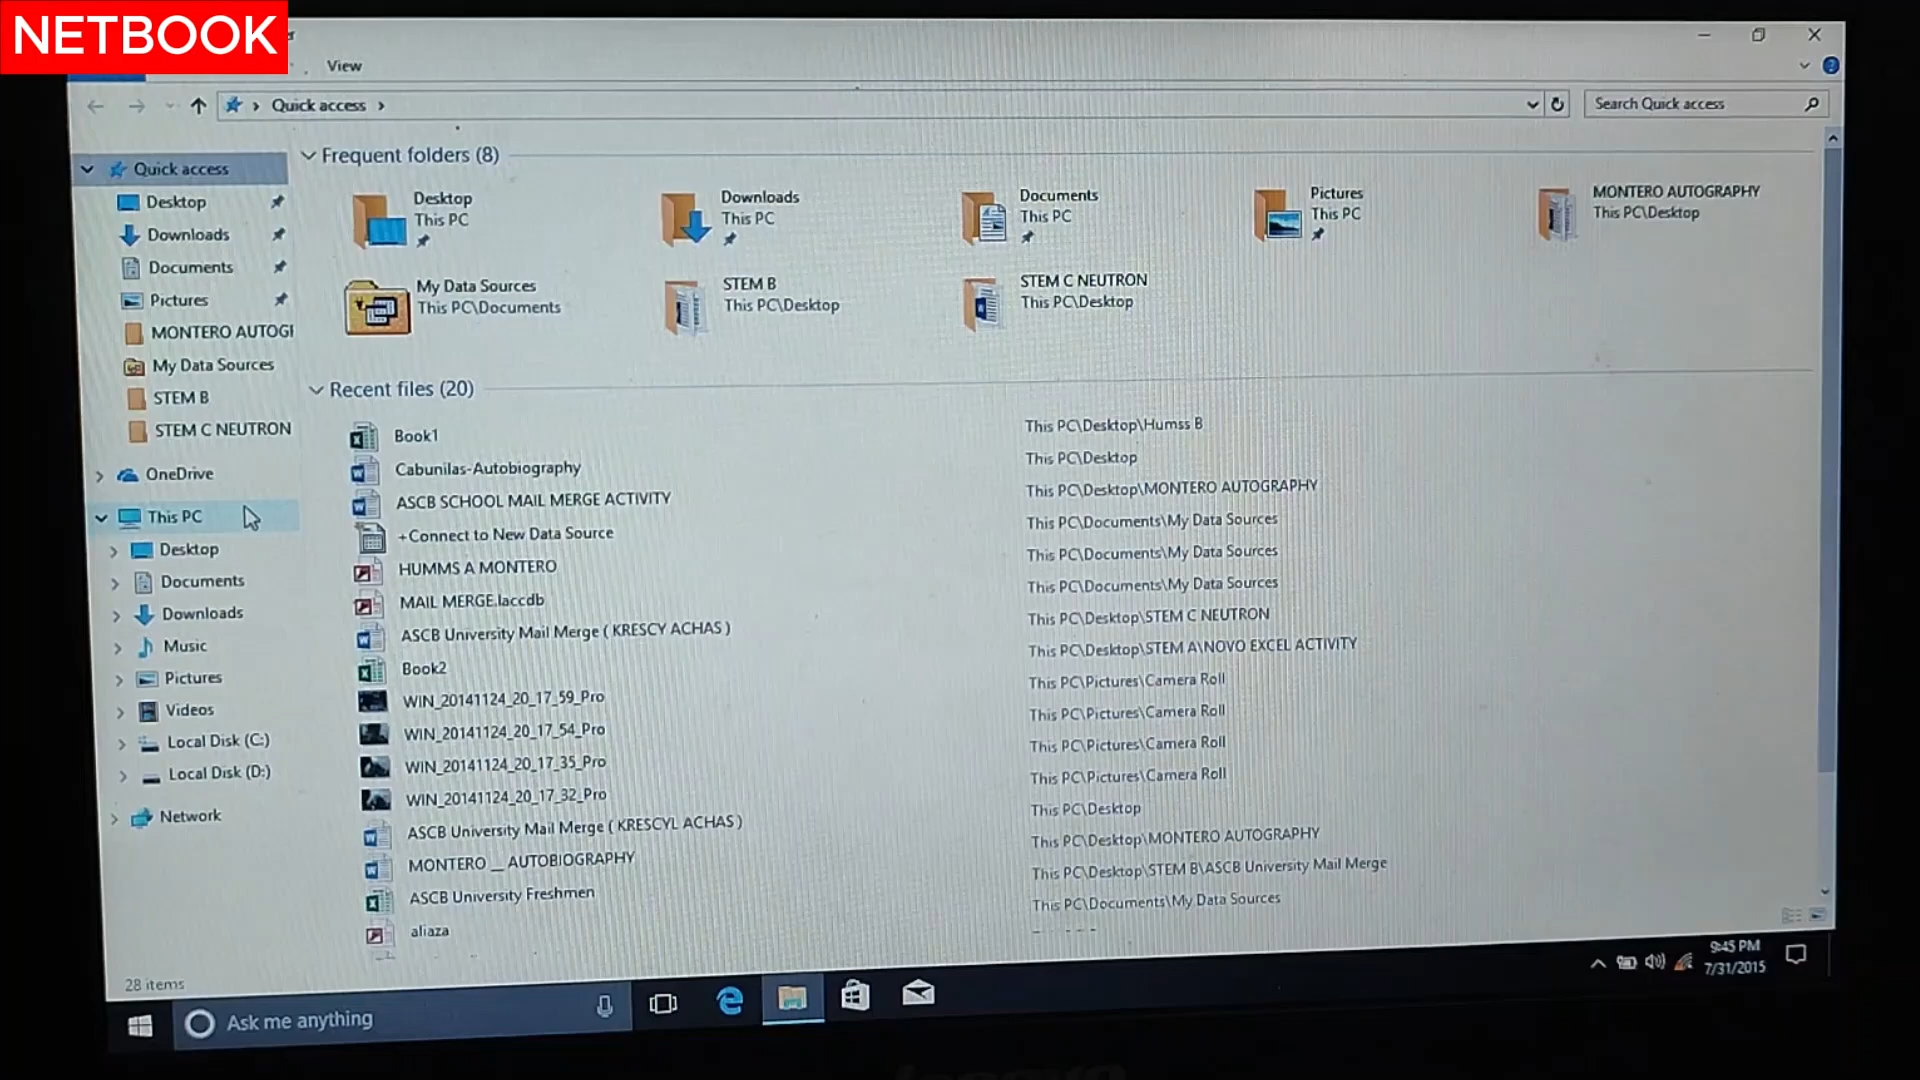 NETBOOK
View
Quick access
Search Quick access
Quick access
Desktop
Downloads
Documents
Pictures
MONTERO AUTOGI
My Data Sources
STEM B
STEM C NEUTRON
OneDrive
This PC
Desktop
Documents
Downloads
Music
Pictures
Videos
Local Disk (C:)
Local Disk (D:)
Network
28 items
Frequent folders (8)
Desktop
This PC
Downloads
This PC
Documents
This PC
Pictures
This PC
MONTERO AUTOGRAPHY
This PC\Desktop
My Data Sources
This PC\Documents
STEM B
This PC\Desktop
STEM C NEUTRON
This PC\Desktop
Recent files (20)
Book1
This PC\Desktop\Humss B
Cabunilas-Autobiography
This PC\Desktop
ASCB SCHOOL MAIL MERGE ACTIVITY
This PC\Desktop\MONTERO AUTOGRAPHY
+Connect to New Data Source
This PC\Documents\My Data Sources
HUMMS A MONTERO
This PC\Documents\My Data Sources
MAIL MERGE.laccdb
This PC\Documents\My Data Sources
ASCB University Mail Merge ( KRESCY ACHAS )
This PC\Desktop\STEM C NEUTRON
Book2
This PC\Desktop\STEM A\NOVO EXCEL ACTIVITY
WIN_20141124_20_17_59_Pro
This PC\Pictures\Camera Roll
WIN_20141124_20_17_54_Pro
This PC\Pictures\Camera Roll
WIN_20141124_20_17_35_Pro
This PC\Pictures\Camera Roll
WIN_20141124_20_17_32_Pro
This PC\Pictures\Camera Roll
ASCB University Mail Merge ( KRESCYL ACHAS )
This PC\Desktop
MONTERO __ AUTOBIOGRAPHY
This PC\Desktop\MONTERO AUTOGRAPHY
ASCB University Freshmen
This PC\Desktop\STEM B\ASCB University Mail Merge
aliaza
This PC\Documents\My Data Sources
Ask me anything
9:45 PM
7/31/2015